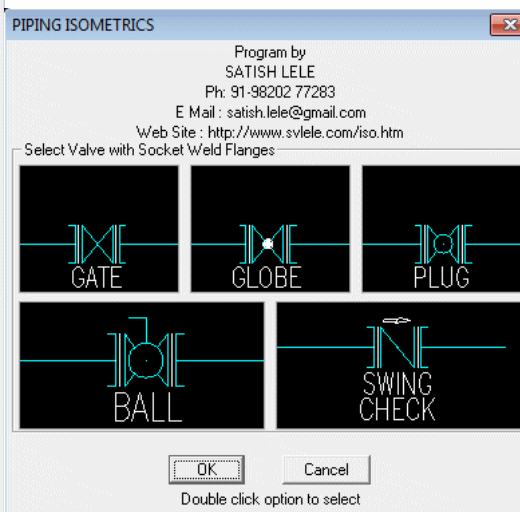 PIPING ISOMETRICS
Program by
SATISH LELE
Ph: 91-98202 77283
E Mail : satish.lele@gmail.com
Web Site : http://www.svlele.com/iso.htm
Select Valve with Socket Weld Flanges
GATE
GLOBE
PLUG
BALL
SWING
CHECK
OK
Cancel
Double click option to select